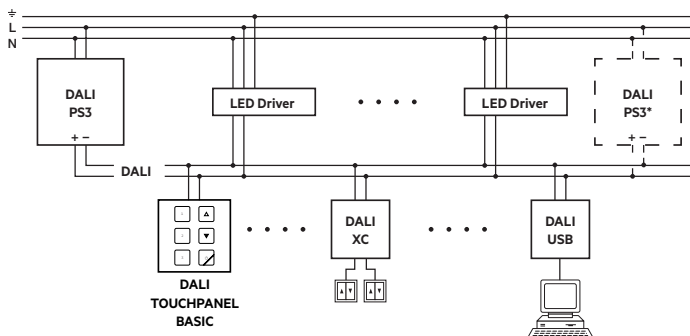 L
N
DALI
PS3
+ −
LED Driver
LED Driver
DALI
PS3*
+ −
DALI
DALI
TOUCHPANEL
BASIC
DALI
XC
DALI
USB